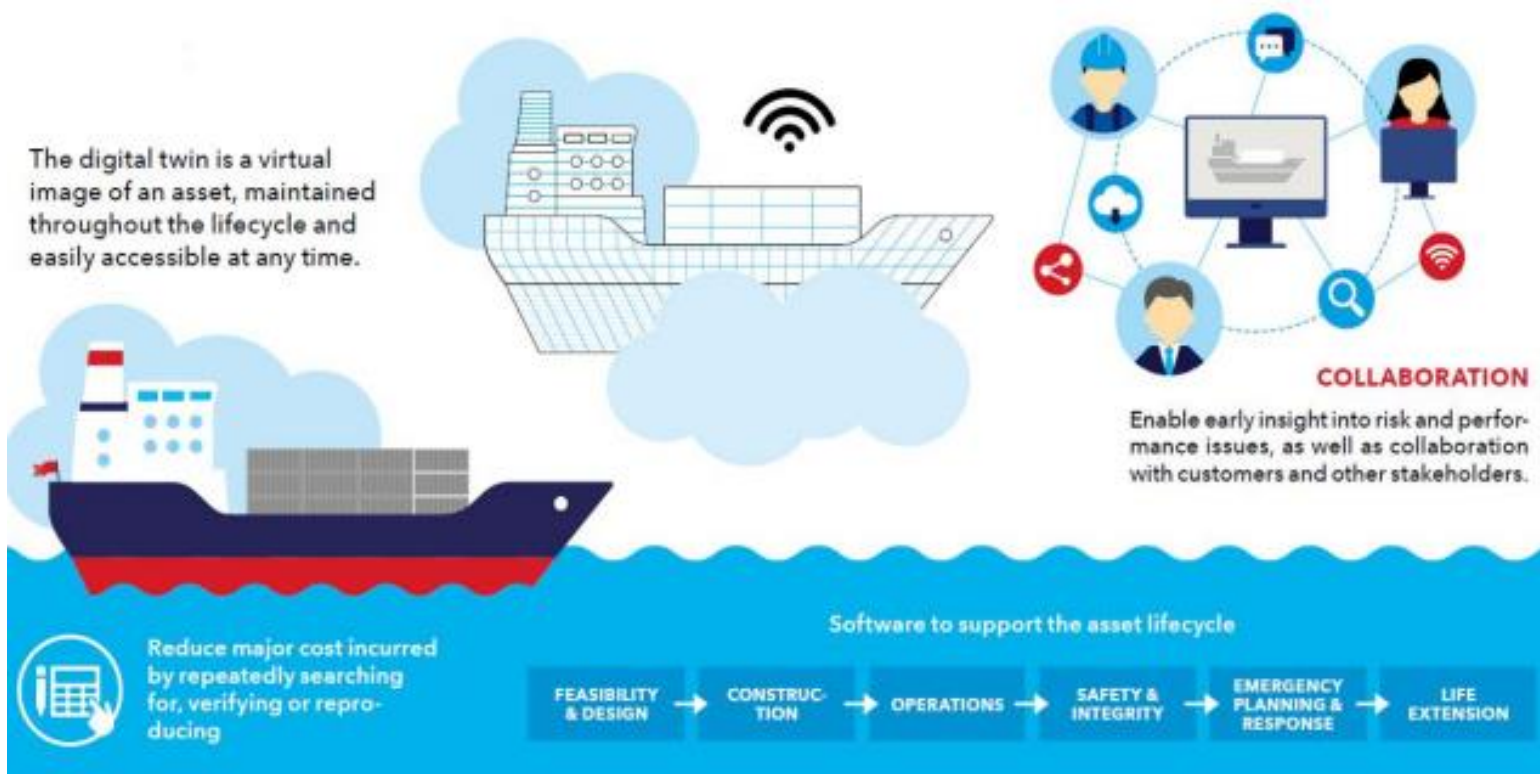 The digital twin is a virtual
image of an asset, maintained
throughout the lifecycle and
easily accessible at any time.
COLLABORATION
Enable early insight into risk and perfor-
mance issues, as well as collaboration
with customers and other stakeholders.
Reduce major cost incurred
by repeatedly searching
for, verifying or repro-
ducing
Software to support the asset lifecycle
FEASIBILITY
& DESIGN
CONSTRUC-
TION
OPERATIONS
SAFETY &
INTEGRITY
EMERGENCY
PLANNING &
RESPONSE
LIFE
EXTENSION